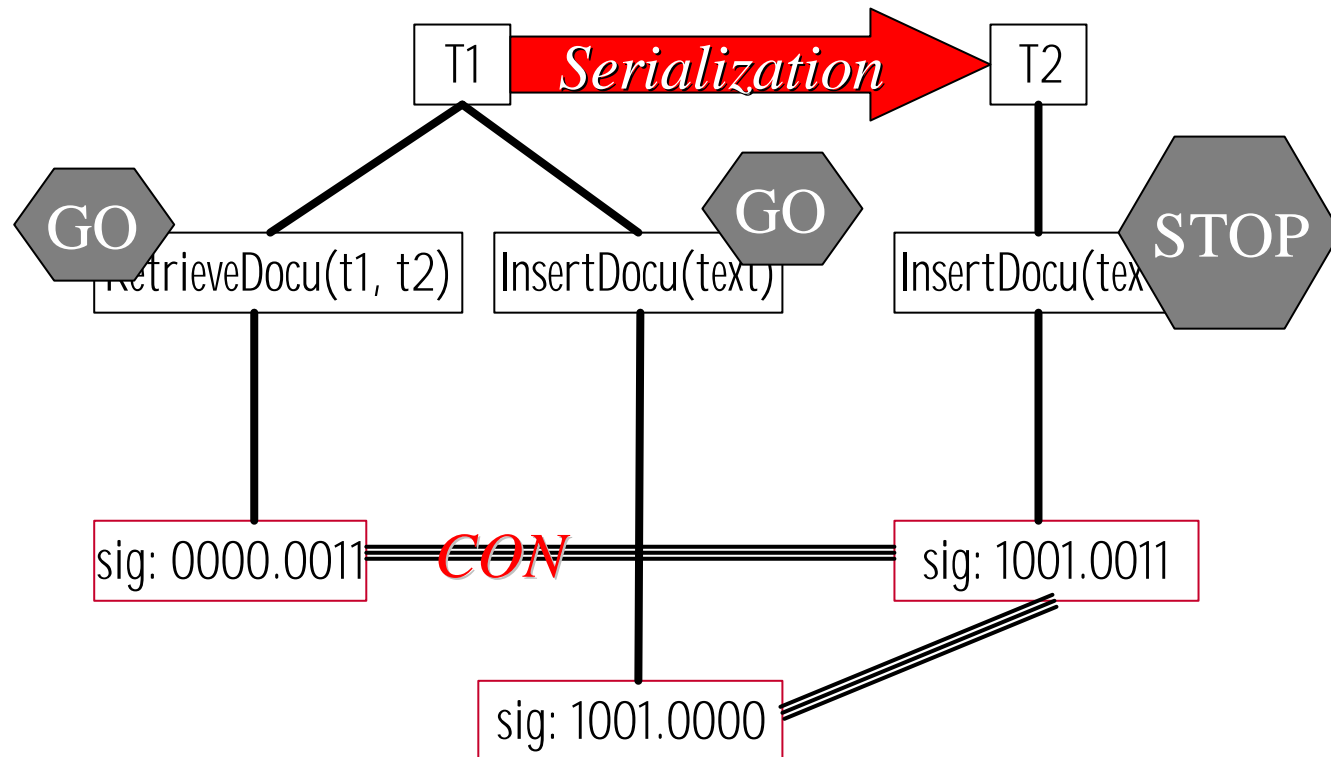 T1
Serialization
T2
GO
GO
STOP
etrieveDocu(t1, t2)
InsertDocu(text)
InsertDocu(tex
sig: 0000.0011
CON
sig: 1001.0011
sig: 1001.0000